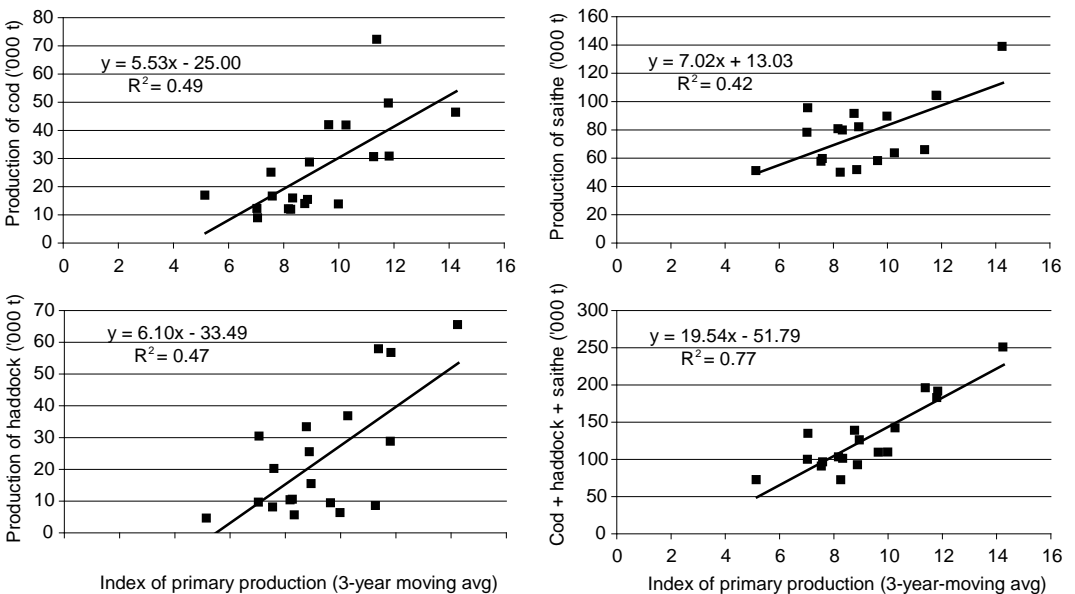 Production of cod ('000 t)
80
70
60
50
40
30
20
10
0
y = 5.53x - 25.00
R² = 0.49
0 2 4 6 8 10 12 14 16
Production of saithe ('000 t)
160
140
120
100
80
60
40
20
0
y = 7.02x + 13.03
R² = 0.42
0 2 4 6 8 10 12 14 16
Production of haddock ('000 t)
70
60
50
40
30
20
10
0
y = 6.10x - 33.49
R² = 0.47
Index of primary production (3-year moving avg)
Cod + haddock + saithe ('000 t)
300
250
200
150
100
50
0
y = 19.54x - 51.79
R² = 0.77
0 2 4 6 8 10 12 14 16
Index of primary production (3-year-moving avg)